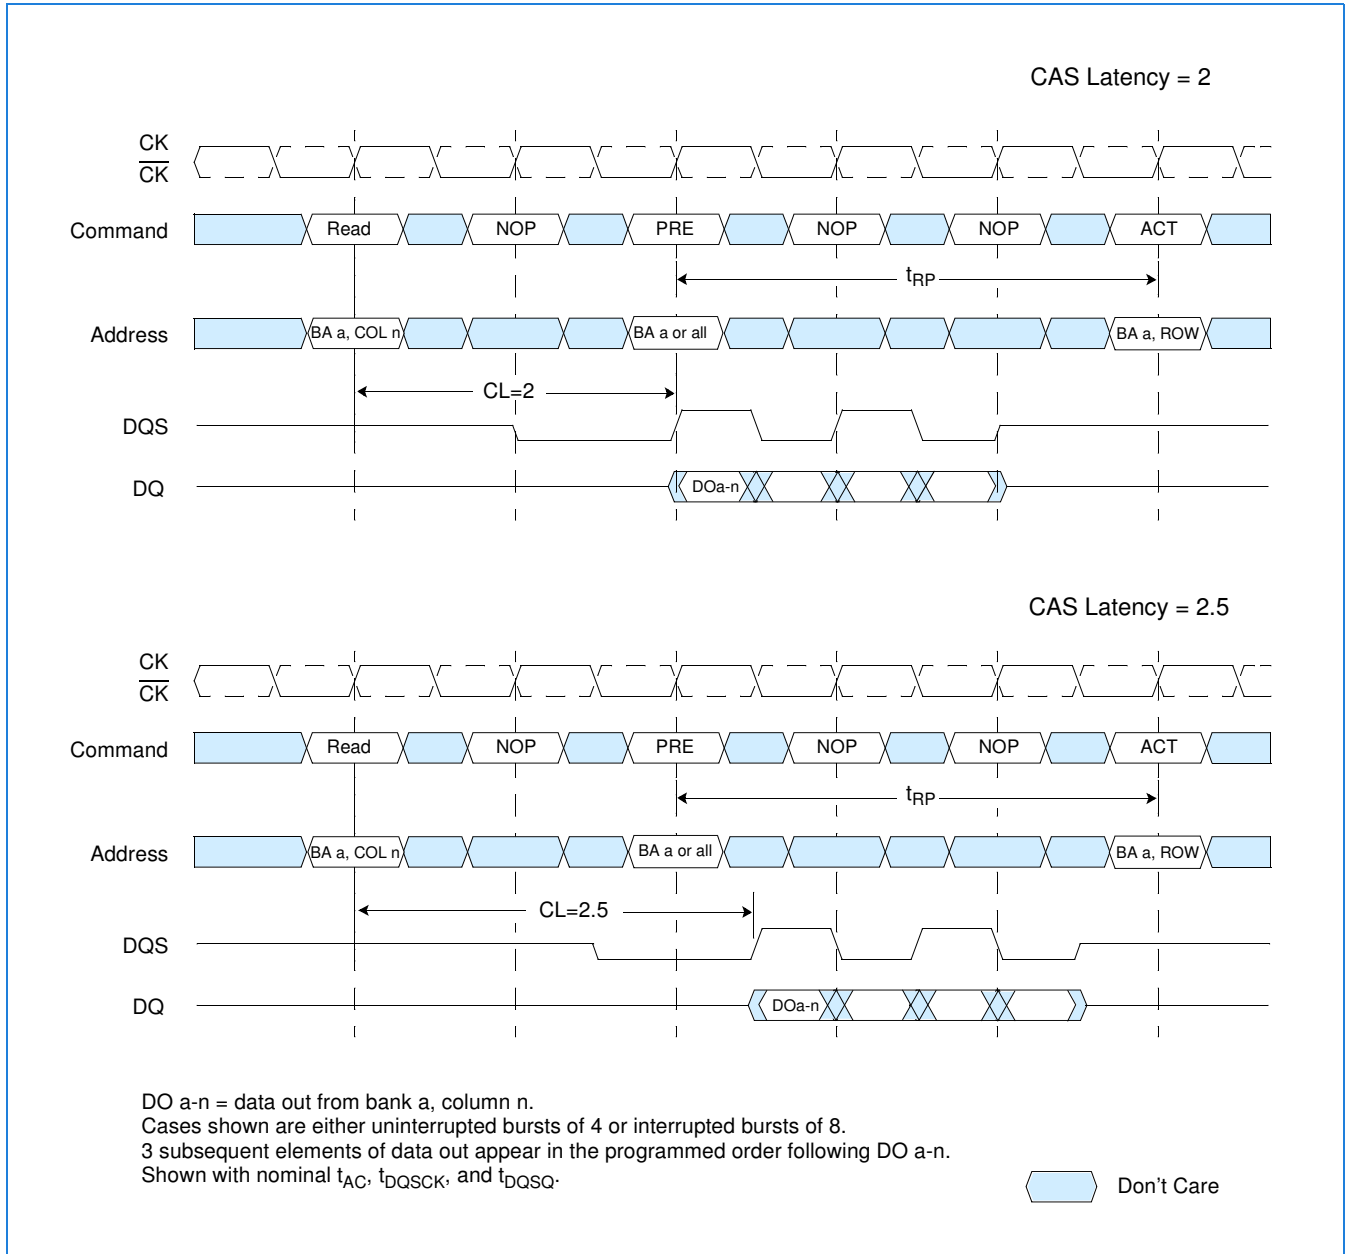 CAS Latency = 2
CK
CK
Command Read NOP PRE NOP NOP ACT
tRP
Address BA a, COL n BA a or all BA a, ROW
CL=2
DQS
DQ DOa-n
CAS Latency = 2.5
CK
CK
Command Read NOP PRE NOP NOP ACT
tRP
Address BA a, COL n BA a or all BA a, ROW
CL=2.5
DQS
DQ DOa-n
DO a-n = data out from bank a, column n.
Cases shown are either uninterrupted bursts of 4 or interrupted bursts of 8.
3 subsequent elements of data out appear in the programmed order following DO a-n.
Shown with nominal tAC, tDQSCK, and tDQSQ.
Don't Care